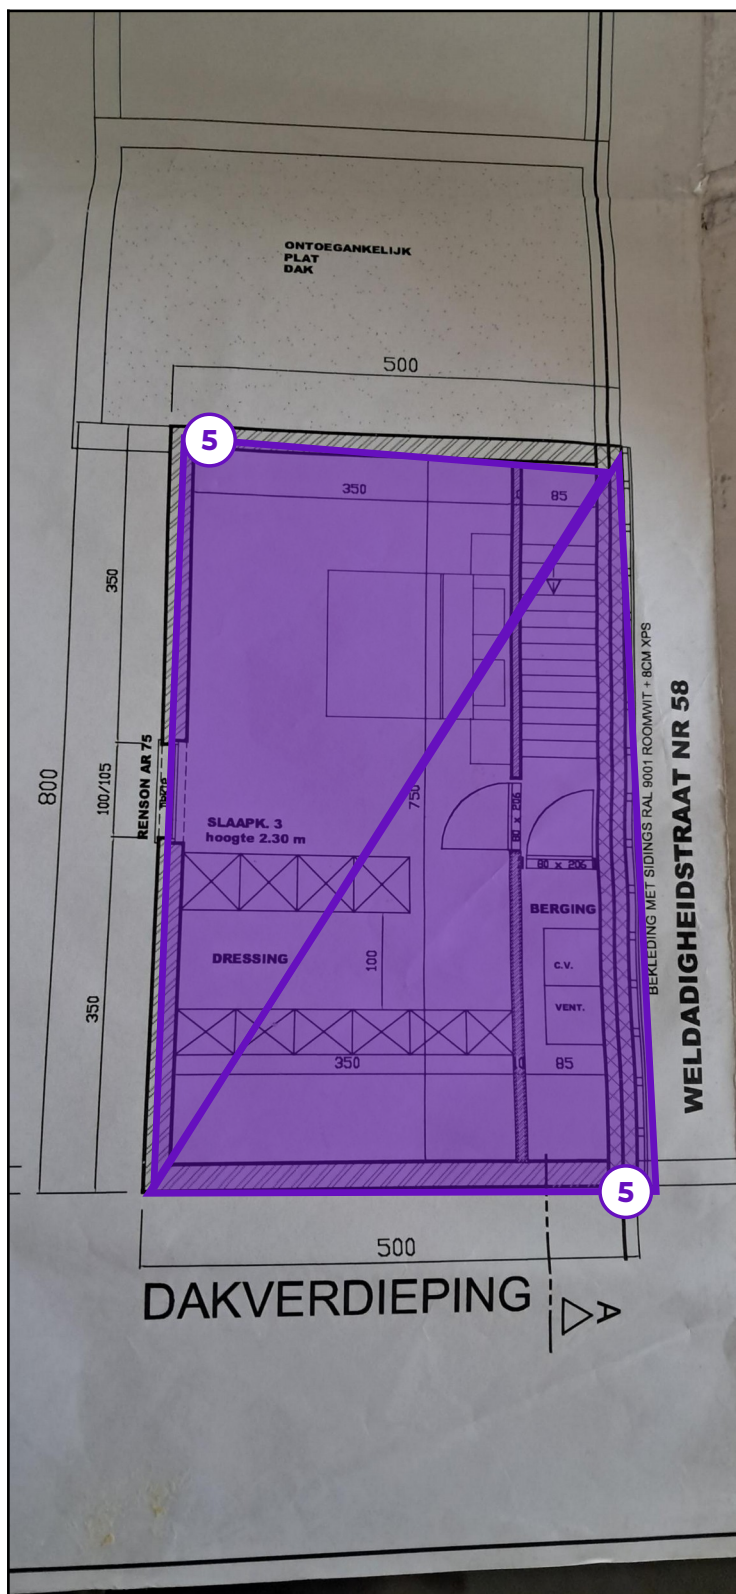 ONTOEGANKELIJK
PLAT
DAK
500
5
350
85
350
800
100/105
RENSON AR 75
750
80 x 206
80 x 206
SLAAPK. 3
hoogte 2.30 m
BERGING
DRESSING
100
C.V.
VENT.
350
350
85
BEKLEDING MET SIDINGS RAL 9001 ROOMWIT + 8CM XPS
WELDADIGHEIDSTRAAT NR 58
5
500
DAKVERDIEPING
A